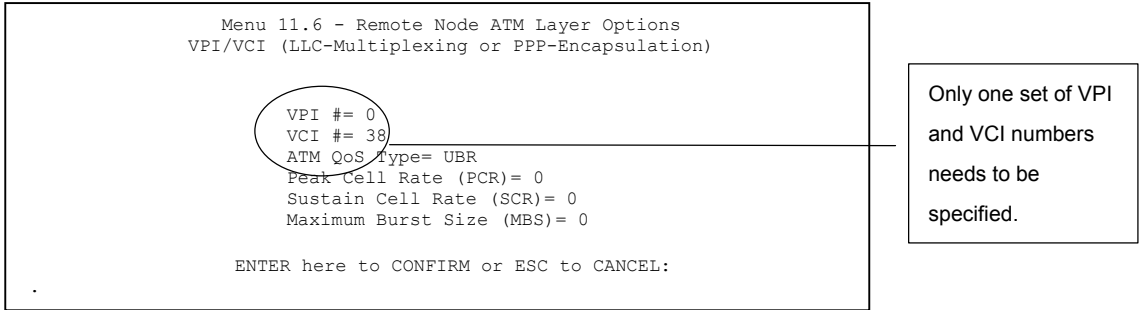 Menu 11.6 - Remote Node ATM Layer Options
VPI/VCI (LLC-Multiplexing or PPP-Encapsulation)
VPI #= 0
VCI #= 38
ATM QoS Type= UBR
Peak Cell Rate (PCR)= 0
Sustain Cell Rate (SCR)= 0
Maximum Burst Size (MBS)= 0
ENTER here to CONFIRM or ESC to CANCEL:
.
Only one set of VPI
and VCI numbers
needs to be
specified.